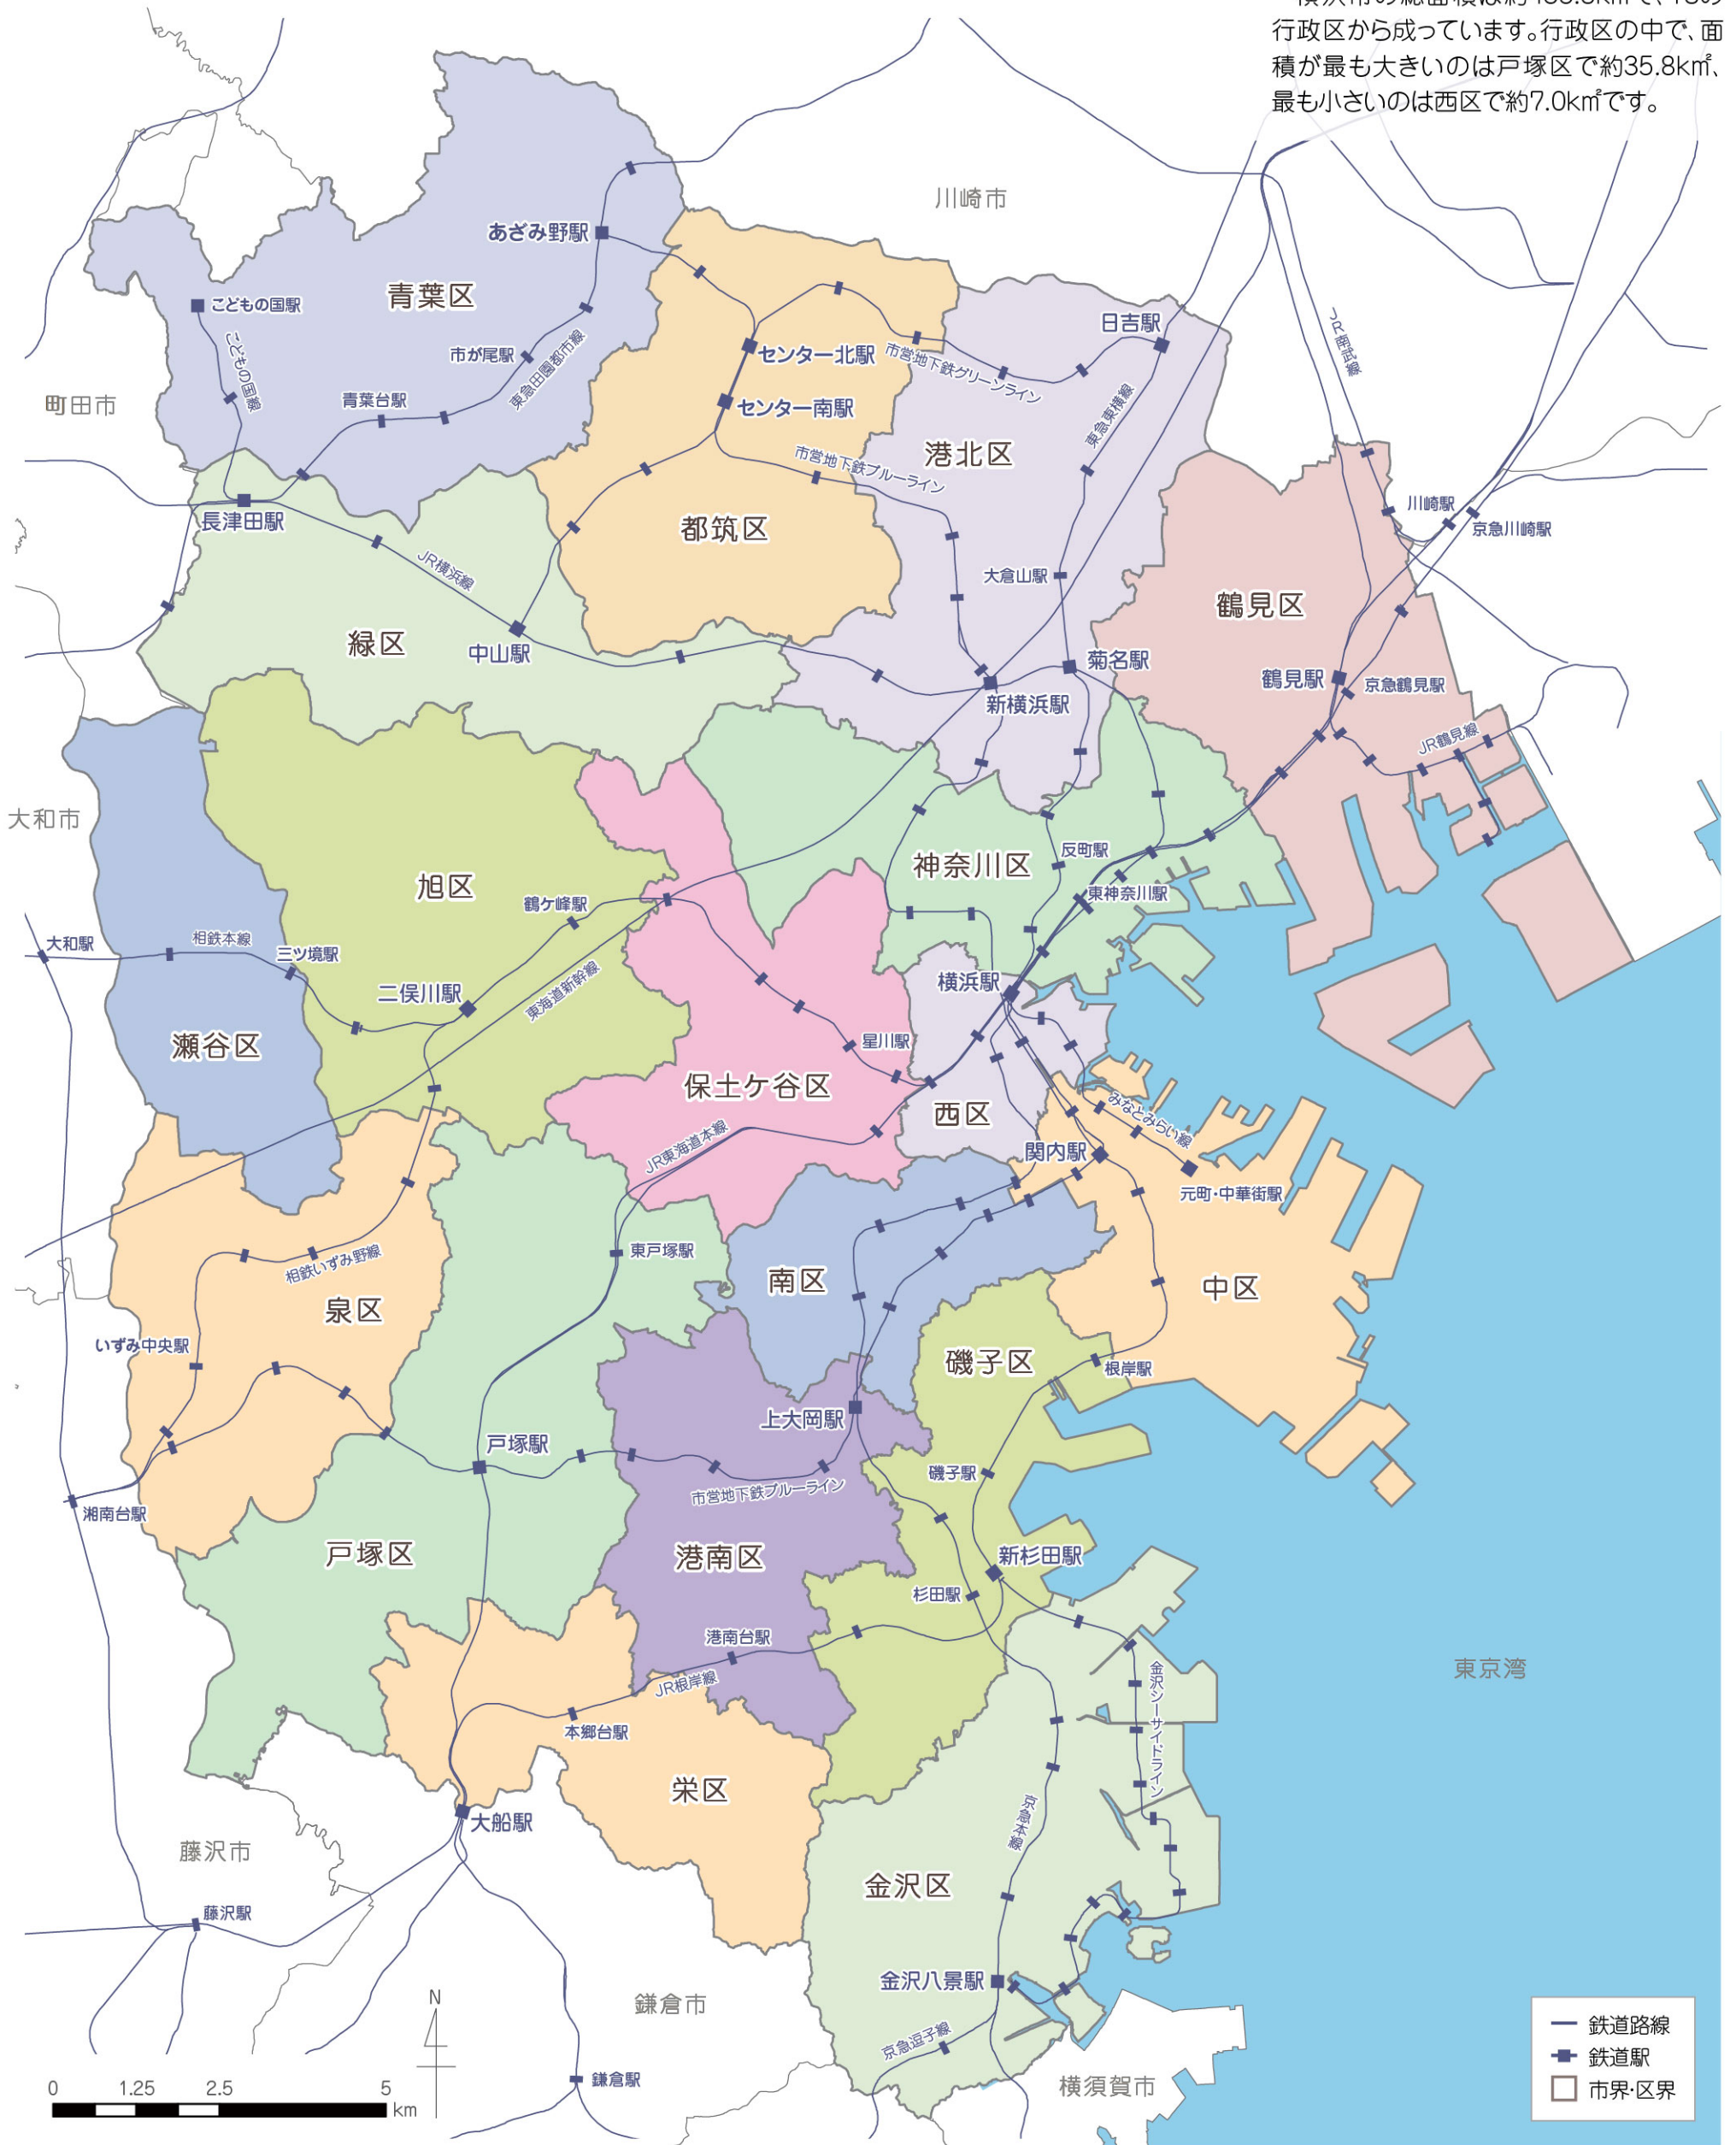 行政区から成っています。行政区の中で、面
積が最も大きいのは戸塚区で約35.8k㎡、
最も小さいのは西区で約7.0k㎡です。
川崎市
あざみ野駅
こどもの国駅
青葉区
こどもの国線
市が尾駅
東急田園都市線
青葉台駅
町田市
日吉駅
JR南武線
センター北駅
市営地下鉄グリーンライン
センター南駅
東急東横線
港北区
市営地下鉄ブルーライン
長津田駅
都筑区
川崎駅
京急川崎駅
JR横浜線
大倉山駅
鶴見区
緑区
中山駅
菊名駅
鶴見駅
京急鶴見駅
新横浜駅
JR鶴見線
大和市
神奈川区
反町駅
旭区
鶴ケ峰駅
東神奈川駅
大和駅
相鉄本線
三ツ境駅
二俣川駅
東海道新幹線
横浜駅
瀬谷区
星川駅
保土ケ谷区
西区
みなとみらい線
JR東海道本線
関内駅
元町・中華街駅
東戸塚駅
相鉄いずみ野線
南区
中区
泉区
いずみ中央駅
磯子区
根岸駅
上大岡駅
戸塚駅
磯子駅
市営地下鉄ブルーライン
湘南台駅
戸塚区
港南区
新杉田駅
杉田駅
港南台駅
JR根岸線
金沢シーサイドライン
東京湾
本郷台駅
栄区
大船駅
京急本線
藤沢市
金沢区
藤沢駅
金沢八景駅
鎌倉市
N
京急逗子線
鎌倉駅
横須賀市
0 1.25 2.5 5
km
鉄道路線
鉄道駅
市界・区界